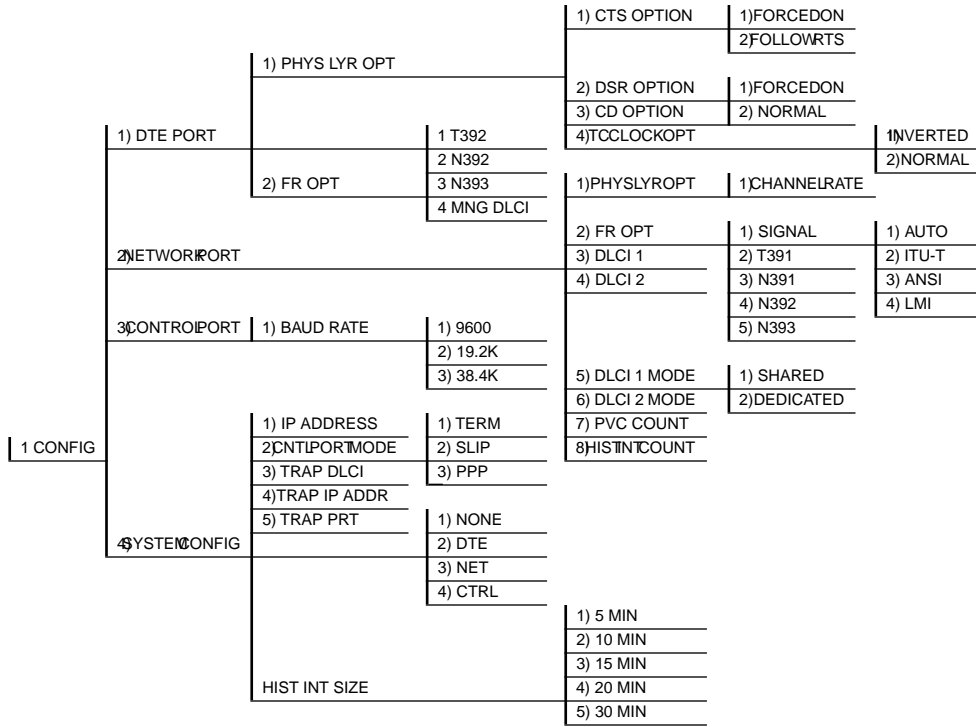 1 CONFIG
1) DTE PORT
1) PHYS LYR OPT
1) CTS OPTION
1)FORCEDON
2)FOLLOWRTS
2) DSR OPTION
3) CD OPTION
1)FORCEDON
2) NORMAL
4)TCCLOCKOPT
1)INVERTED
2)NORMAL
2) FR OPT
1 T392
2 N392
3 N393
4 MNG DLCI
2)NETWORKPORT
1)PHYSLYROPT
1)CHANNELRATE
2) FR OPT
1) SIGNAL
1) AUTO
2) ITU-T
3) ANSI
4) LMI
2) T391
3) N391
4) N392
5) N393
3) DLCI 1
4) DLCI 2
5) DLCI 1 MODE
6) DLCI 2 MODE
1) SHARED
2)DEDICATED
7) PVC COUNT
8)HISTINTCOUNT
3)CONTROLPORT
1) BAUD RATE
1) 9600
2) 19.2K
3) 38.4K
4)SYSTEMCONFIG
1) IP ADDRESS
2)CNTLPORTMODE
1) TERM
2) SLIP
3) PPP
3) TRAP DLCI
4)TRAP IP ADDR
5) TRAP PRT
1) NONE
2) DTE
3) NET
4) CTRL
HIST INT SIZE
1) 5 MIN
2) 10 MIN
3) 15 MIN
4) 20 MIN
5) 30 MIN